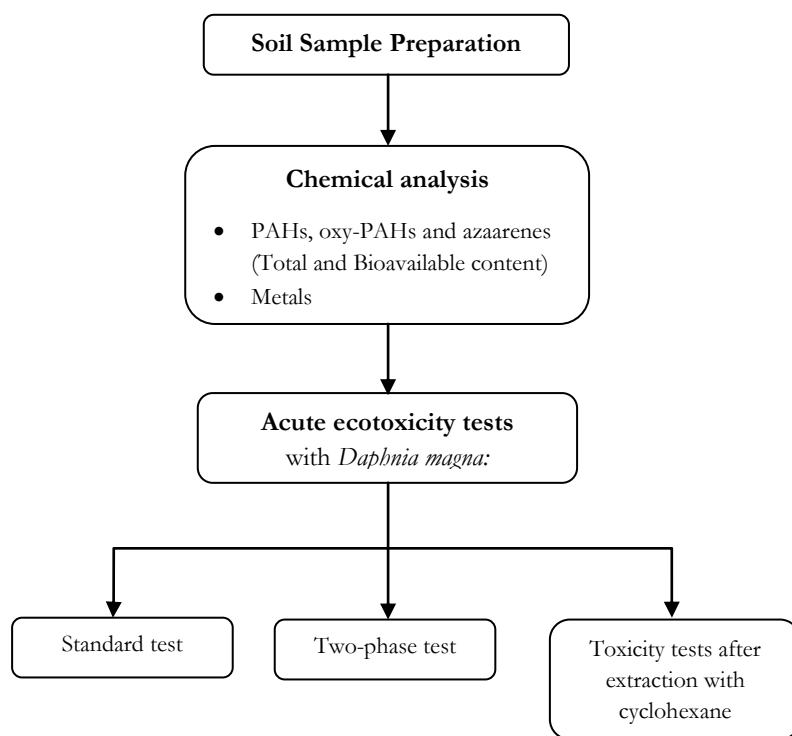 Soil Sample Preparation
Chemical analysis
• PAHs, oxy-PAHs and azaarenes
(Total and Bioavailable content)
• Metals
Acute ecotoxicity tests
with Daphnia magna:
Standard test
Two-phase test
Toxicity tests after
extraction with
cyclohexane